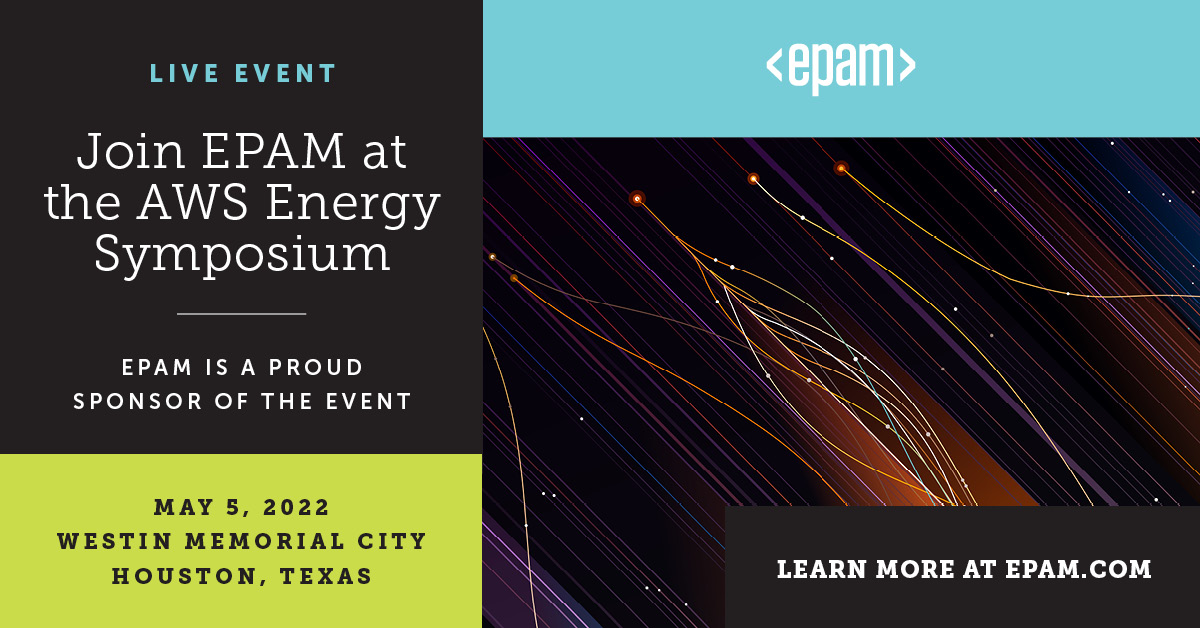 LIVE EVENT
Join EPAM at
the AWS Energy
Symposium
EPAM IS A PROUD
SPONSOR OF THE EVENT
MAY 5, 2022
WESTIN MEMORIAL CITY
HOUSTON, TEXAS
<epam>
LEARN MORE AT EPAM.COM